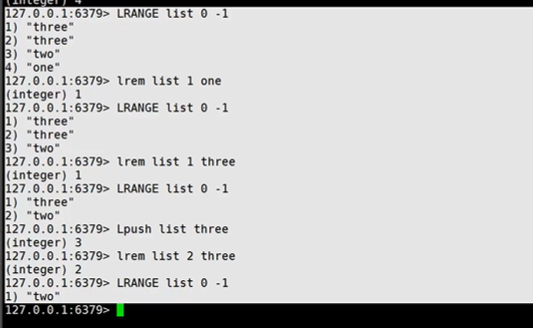 (integer) 4
127.0.0.1:6379> LRANGE list 0 -1
1) "three"
2) "three"
3) "two"
4) "one"
127.0.0.1:6379> lrem list 1 one
(integer) 1
127.0.0.1:6379> LRANGE list 0 -1
1) "three"
2) "three"
3) "two"
127.0.0.1:6379> lrem list 1 three
(integer) 1
127.0.0.1:6379> LRANGE list 0 -1
1) "three"
2) "two"
127.0.0.1:6379> Lpush list three
(integer) 3
127.0.0.1:6379> lrem list 2 three
(integer) 2
127.0.0.1:6379> LRANGE list 0 -1
1) "two"
127.0.0.1:6379>